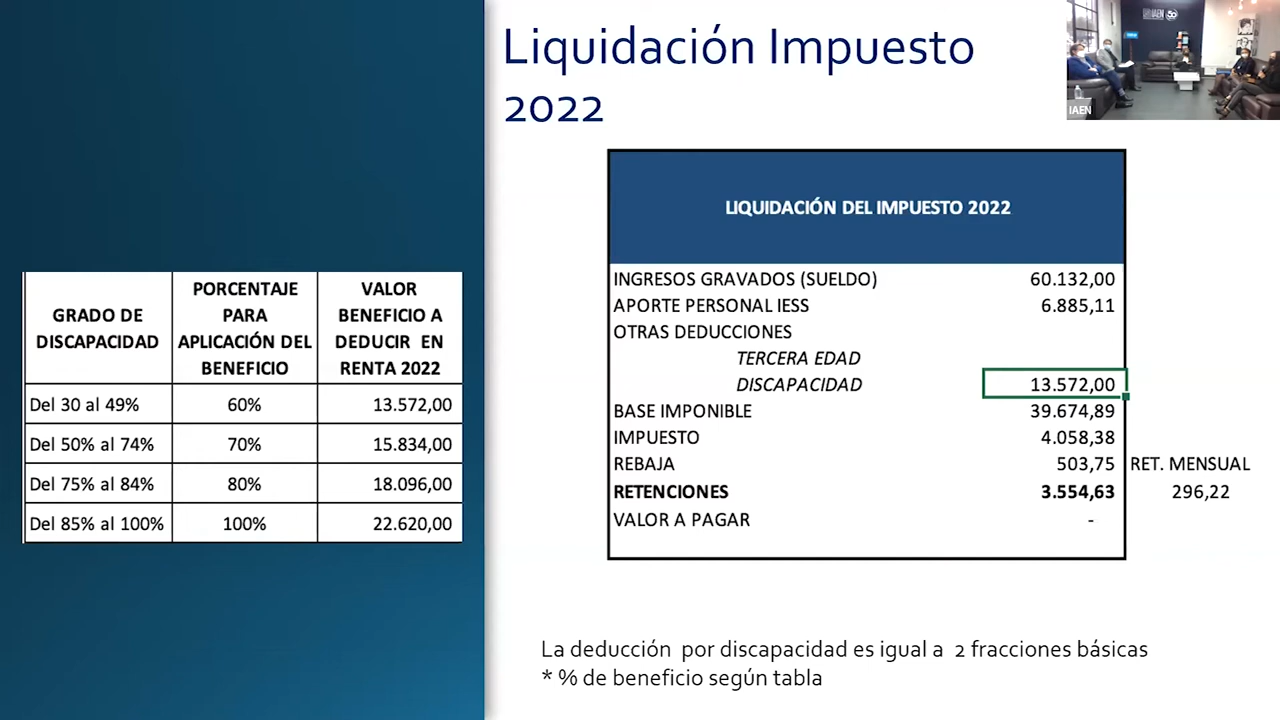 Liquidación Impuesto
2022
IAEN 50
IAEN
GRADO DE
DISCAPACIDAD
PORCENTAJE
PARA
APLICACIÓN DEL
BENEFICIO
VALOR
BENEFICIO A
DEDUCIR EN
RENTA 2022
Del 30 al 49% 60% 13.572,00
Del 50% al 74% 70% 15.834,00
Del 75% al 84% 80% 18.096,00
Del 85% al 100% 100% 22.620,00
LIQUIDACIÓN DEL IMPUESTO 2022
INGRESOS GRAVADOS (SUELDO) 60.132,00
APORTE PERSONAL IESS 6.885,11
OTRAS DEDUCCIONES
TERCERA EDAD
DISCAPACIDAD 13.572,00
BASE IMPONIBLE 39.674,89
IMPUESTO 4.058,38
REBAJA 503,75 RET. MENSUAL
RETENCIONES 3.554,63 296,22
VALOR A PAGAR -
La deducción por discapacidad es igual a 2 fracciones básicas
* % de beneficio según tabla